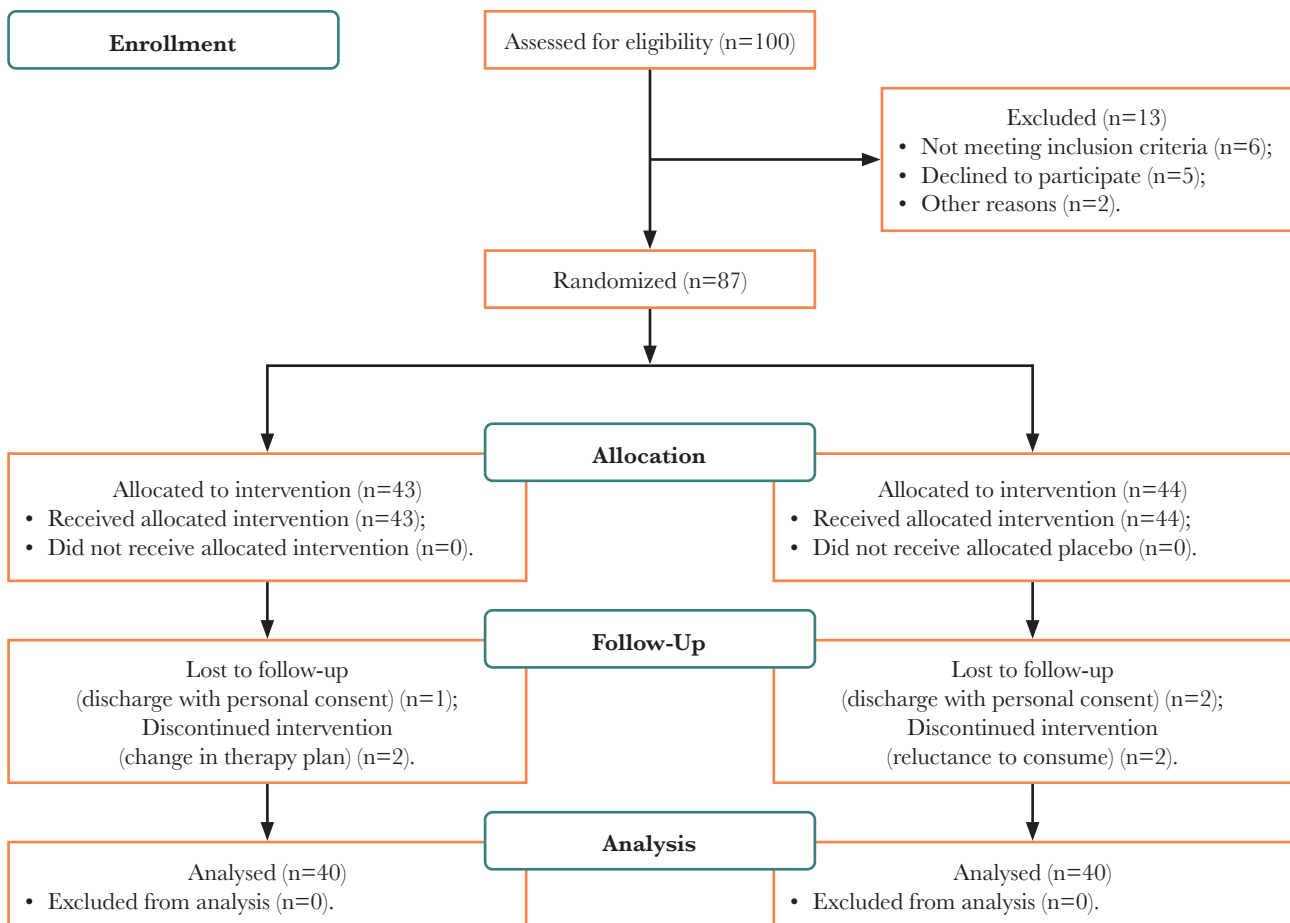 Enrollment
Assessed for eligibility (n=100)
Excluded (n=13)
• Not meeting inclusion criteria (n=6);
• Declined to participate (n=5);
• Other reasons (n=2).
Randomized (n=87)
Allocation
Allocated to intervention (n=43)
• Received allocated intervention (n=43);
• Did not receive allocated intervention (n=0).
Allocated to intervention (n=44)
• Received allocated intervention (n=44);
• Did not receive allocated placebo (n=0).
Follow-Up
Lost to follow-up
(discharge with personal consent) (n=1);
Discontinued intervention
(change in therapy plan) (n=2).
Lost to follow-up
(discharge with personal consent) (n=2);
Discontinued intervention
(reluctance to consume) (n=2).
Analysis
Analysed (n=40)
• Excluded from analysis (n=0).
Analysed (n=40)
• Excluded from analysis (n=0).